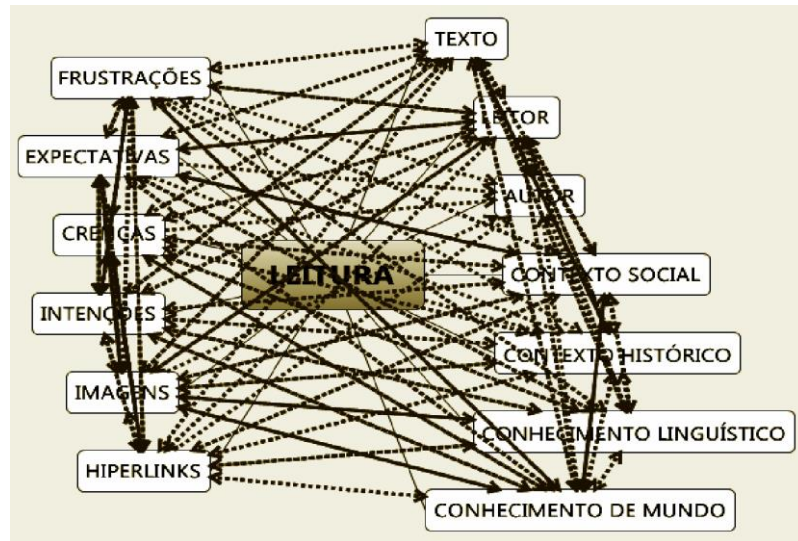 TEXTO
FRUSTRAÇÕES
LEITOR
EXPECTATIVAS
AUTOR
CRENÇAS
LEITURA
CONTEXTO SOCIAL
INTENÇÕES
CONTEXTO HISTÓRICO
IMAGENS
CONHECIMENTO LINGUÍSTICO
HIPERLINKS
CONHECIMENTO DE MUNDO